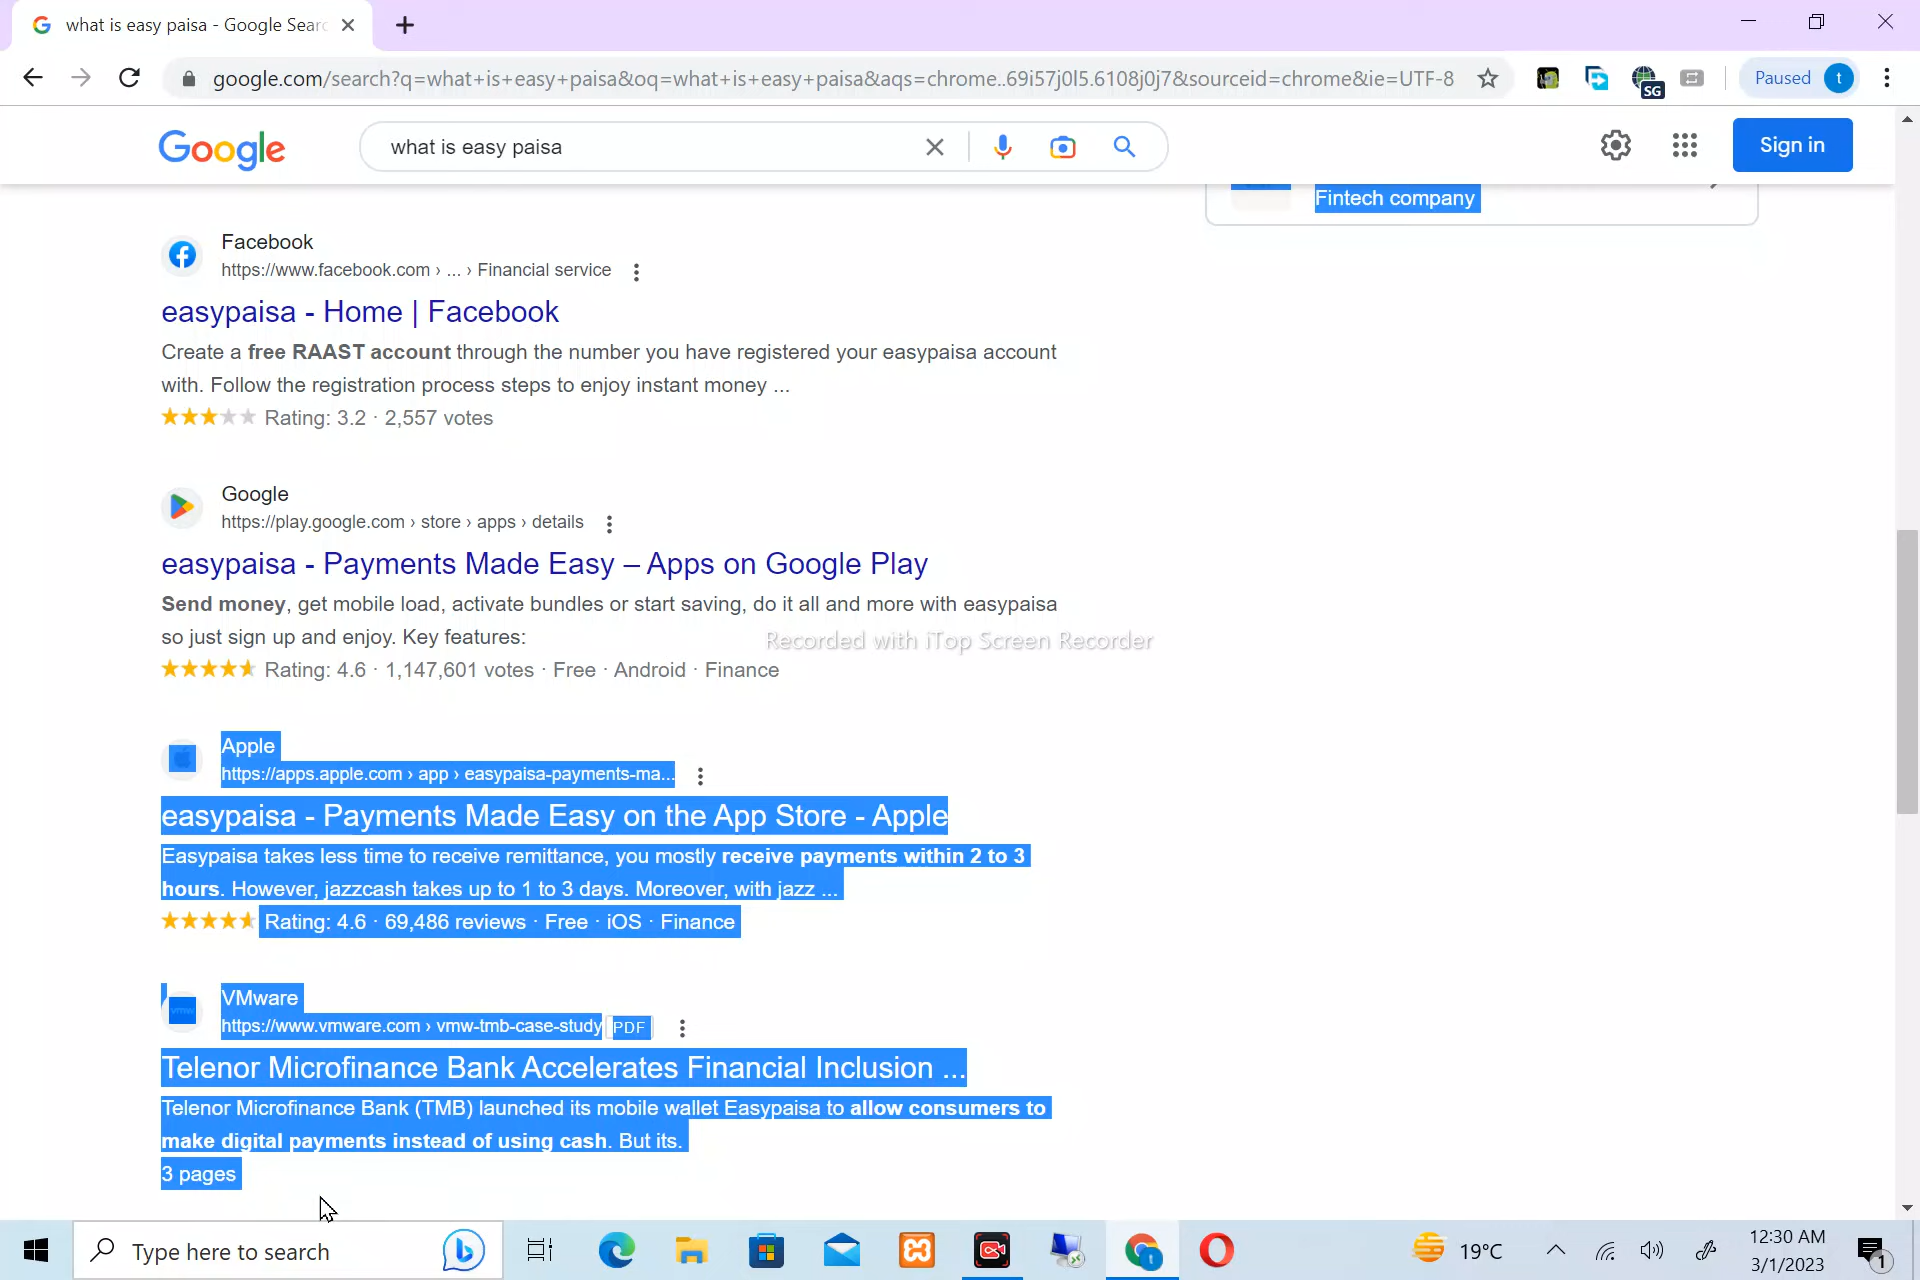 what is easy paisa - Google Sear
google.com/search?q=what+is+easy+paisa&oq=what+is+easy+paisa&aqs=chrome..69i57j0l5.6108j0j7&sourceid=chrome&ie=UTF-8
SG
Paused
t
Google
what is easy paisa
Sign in
Fintech company
Facebook
https://www.facebook.com › ... › Financial service
easypaisa - Home | Facebook
Create a free RAAST account through the number you have registered your easypaisa account
with. Follow the registration process steps to enjoy instant money ...
Rating: 3.2 · 2,557 votes
Google
https://play.google.com › store › apps › details
easypaisa - Payments Made Easy – Apps on Google Play
Send money, get mobile load, activate bundles or start saving, do it all and more with easypaisa
so just sign up and enjoy. Key features:
Rating: 4.6 · 1,147,601 votes · Free · Android · Finance
Recorded with iTop Screen Recorder
Apple
https://apps.apple.com › app › easypaisa-payments-ma...
easypaisa - Payments Made Easy on the App Store - Apple
Easypaisa takes less time to receive remittance, you mostly receive payments within 2 to 3
hours. However, jazzcash takes up to 1 to 3 days. Moreover, with jazz ...
Rating: 4.6 · 69,486 reviews · Free · iOS · Finance
vmw
VMware
https://www.vmware.com › vmw-tmb-case-study PDF
Telenor Microfinance Bank Accelerates Financial Inclusion ...
Telenor Microfinance Bank (TMB) launched its mobile wallet Easypaisa to allow consumers to
make digital payments instead of using cash. But its.
3 pages
Type here to search
t
19°C
12:30 AM
3/1/2023
1